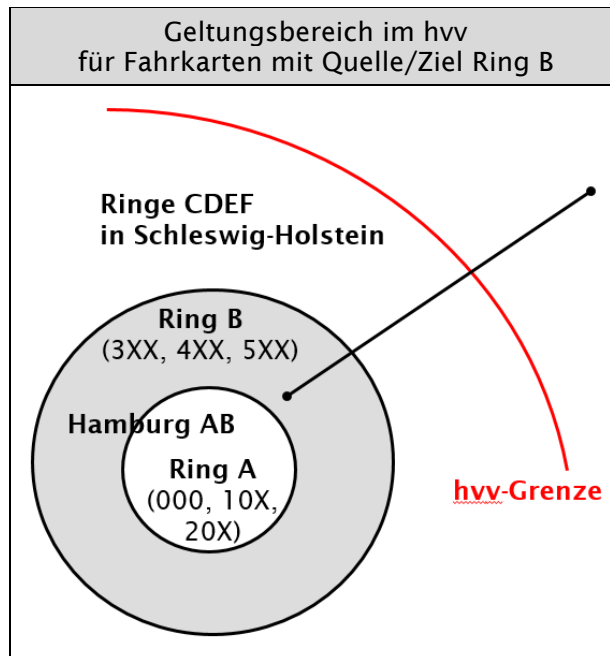 Geltungsbereich im hvv
für Fahrkarten mit Quelle/Ziel Ring B
Ringe CDEF
in Schleswig-Holstein
Ring B
(3XX, 4XX, 5XX)
Hamburg AB
Ring A
(000, 10X,
20X)
hvv-Grenze